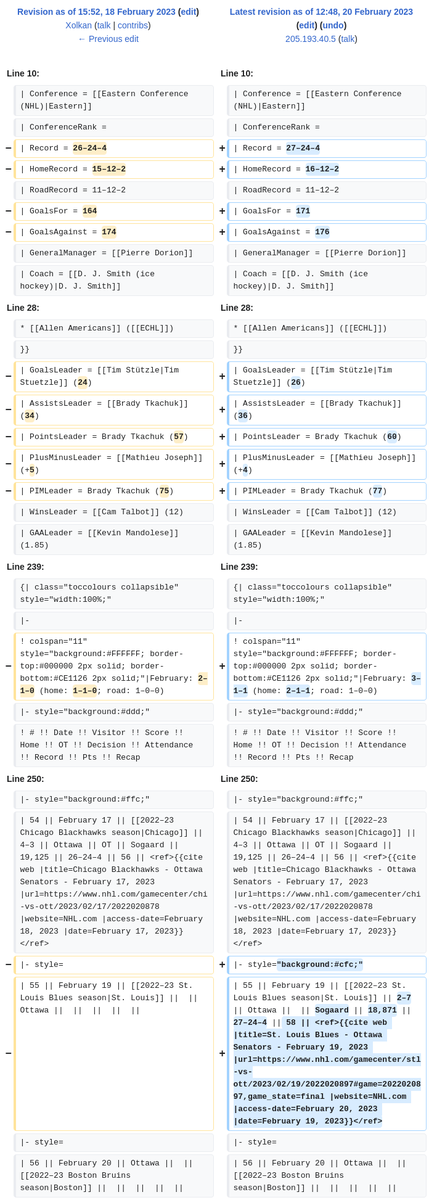 Revision as of 15:52, 18 February 2023 (edit)
Xolkan (talk | contribs)
← Previous edit
Latest revision as of 12:48, 20 February 2023
(edit) (undo)
205.193.40.5 (talk)
Line 10:
Line 10:
| Conference = [[Eastern Conference
(NHL)|Eastern]]
| Conference = [[Eastern Conference
(NHL)|Eastern]]
| ConferenceRank =
| ConferenceRank =
− | Record = 26–24–4
+ | Record = 27–24–4
− | HomeRecord = 15–12–2
+ | HomeRecord = 16–12–2
| RoadRecord = 11–12–2
| RoadRecord = 11–12–2
− | GoalsFor = 164
+ | GoalsFor = 171
− | GoalsAgainst = 174
+ | GoalsAgainst = 176
| GeneralManager = [[Pierre Dorion]]
| GeneralManager = [[Pierre Dorion]]
| Coach = [[D. J. Smith (ice
hockey)|D. J. Smith]]
| Coach = [[D. J. Smith (ice
hockey)|D. J. Smith]]
Line 28:
Line 28:
* [[Allen Americans]] ([[ECHL]])
* [[Allen Americans]] ([[ECHL]])
}}
}}
− | GoalsLeader = [[Tim Stützle|Tim
Stuetzle]] (24)
+ | GoalsLeader = [[Tim Stützle|Tim
Stuetzle]] (26)
− | AssistsLeader = [[Brady Tkachuk]]
(34)
+ | AssistsLeader = [[Brady Tkachuk]]
(36)
− | PointsLeader = Brady Tkachuk (57)
+ | PointsLeader = Brady Tkachuk (60)
− | PlusMinusLeader = [[Mathieu Joseph]]
(+5)
+ | PlusMinusLeader = [[Mathieu Joseph]]
(+4)
− | PIMLeader = Brady Tkachuk (75)
+ | PIMLeader = Brady Tkachuk (77)
| WinsLeader = [[Cam Talbot]] (12)
| WinsLeader = [[Cam Talbot]] (12)
| GAALeader = [[Kevin Mandolese]]
(1.85)
| GAALeader = [[Kevin Mandolese]]
(1.85)
Line 239:
Line 239:
{| class="toccolours collapsible"
style="width:100%;"
{| class="toccolours collapsible"
style="width:100%;"
|-
|-
− ! colspan="11"
style="background:#FFFFFF; border-
top:#000000 2px solid; border-
bottom:#CE1126 2px solid;"|February: 2–
1–0 (home: 1–1–0; road: 1–0–0)
+ ! colspan="11"
style="background:#FFFFFF; border-
top:#000000 2px solid; border-
bottom:#CE1126 2px solid;"|February: 3–
1–1 (home: 2–1–1; road: 1–0–0)
|- style="background:#ddd;"
|- style="background:#ddd;"
! # !! Date !! Visitor !! Score !!
Home !! OT !! Decision !! Attendance
!! Record !! Pts !! Recap
! # !! Date !! Visitor !! Score !!
Home !! OT !! Decision !! Attendance
!! Record !! Pts !! Recap
Line 250:
Line 250:
|- style="background:#ffc;"
|- style="background:#ffc;"
| 54 || February 17 || [[2022–23
Chicago Blackhawks season|Chicago]] ||
4–3 || Ottawa || OT || Sogaard ||
19,125 || 26–24–4 || 56 || <ref>{{cite
web |title=Chicago Blackhawks - Ottawa
Senators - February 17, 2023
|url=https://www.nhl.com/gamecenter/chi
-vs-ott/2023/02/17/2022020878
|website=NHL.com |access-date=February
18, 2023 |date=February 17, 2023}}
</ref>
| 54 || February 17 || [[2022–23
Chicago Blackhawks season|Chicago]] ||
4–3 || Ottawa || OT || Sogaard ||
19,125 || 26–24–4 || 56 || <ref>{{cite
web |title=Chicago Blackhawks - Ottawa
Senators - February 17, 2023
|url=https://www.nhl.com/gamecenter/chi
-vs-ott/2023/02/17/2022020878
|website=NHL.com |access-date=February
18, 2023 |date=February 17, 2023}}
</ref>
− |- style=
+ |- style="background:#cfc;"
− | 55 || February 19 || [[2022–23 St.
Louis Blues season|St. Louis]] || ||
Ottawa || || || || ||
+ | 55 || February 19 || [[2022–23 St.
Louis Blues season|St. Louis]] || 2–7
|| Ottawa || || Sogaard || 18,871 ||
27–24–4 || 58 || <ref>{{cite web
|title=St. Louis Blues - Ottawa
Senators - February 19, 2023
|url=https://www.nhl.com/gamecenter/stl
-vs-
ott/2023/02/19/2022020897#game=20220208
97,game_state=final |website=NHL.com
|access-date=February 20, 2023
|date=February 19, 2023}}</ref>
|- style=
|- style=
| 56 || February 20 || Ottawa || ||
[[2022–23 Boston Bruins
season|Boston]] || || || || ||
| 56 || February 20 || Ottawa || ||
[[2022–23 Boston Bruins
season|Boston]] || || || || ||